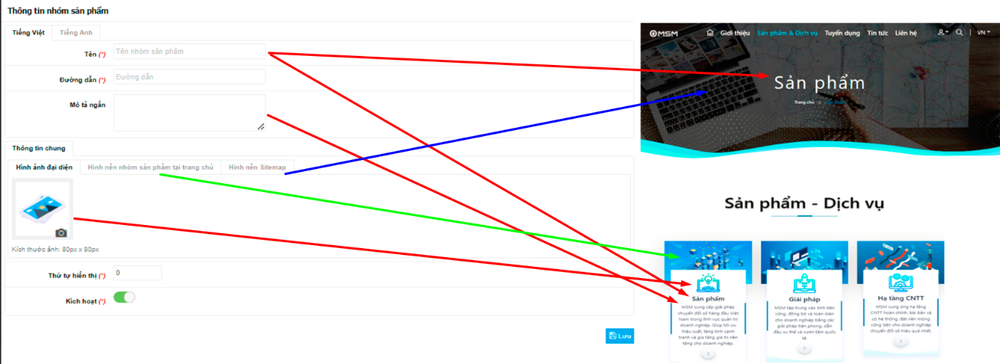 Thông tin nhóm sản phẩm
Tiếng Việt Tiếng Anh
Tên (*) Tên nhóm sản phẩm
Đường dẫn (*) Đường dẫn
Mô tả ngắn
Thông tin chung
Hình ảnh đại diện Hình nền nhóm sản phẩm tại trang chủ Hình nền Sitemap
Kích thước ảnh: 80px x 80px
Thứ tự hiển thị (*) 0
Kích hoạt (*)
Lưu
MSM Giới thiệu Sản phẩm & Dịch vụ Tuyển dụng Tin tức Liên hệ VN
Sản phẩm
Trang chủ >
Sản phẩm - Dịch vụ
Sản phẩm
MSM cung cấp giải pháp
chuyển đổi số hàng đầu Việt
Nam trong lĩnh vực quản trị
doanh nghiệp. Giúp tối ưu
hiệu suất, tăng tính cạnh
tranh và gia tăng giá trị nền
tảng cho doanh nghiệp.
>
Giải pháp
MSM tập trung vào tính bền
vững, đồng bộ và toàn diện
cho doanh nghiệp bằng các
giải pháp tiên phong, dẫn
đầu xu thế và vươn tầm quốc
tế.
>
Hạ tầng CNTT
MSM cung ứng hạ tầng
CNTT hoàn chỉnh, bài bản và
có hệ thống, đặt nền móng
vững bền cho doanh nghiệp
chuyển đổi số hiệu quả nhất.
>